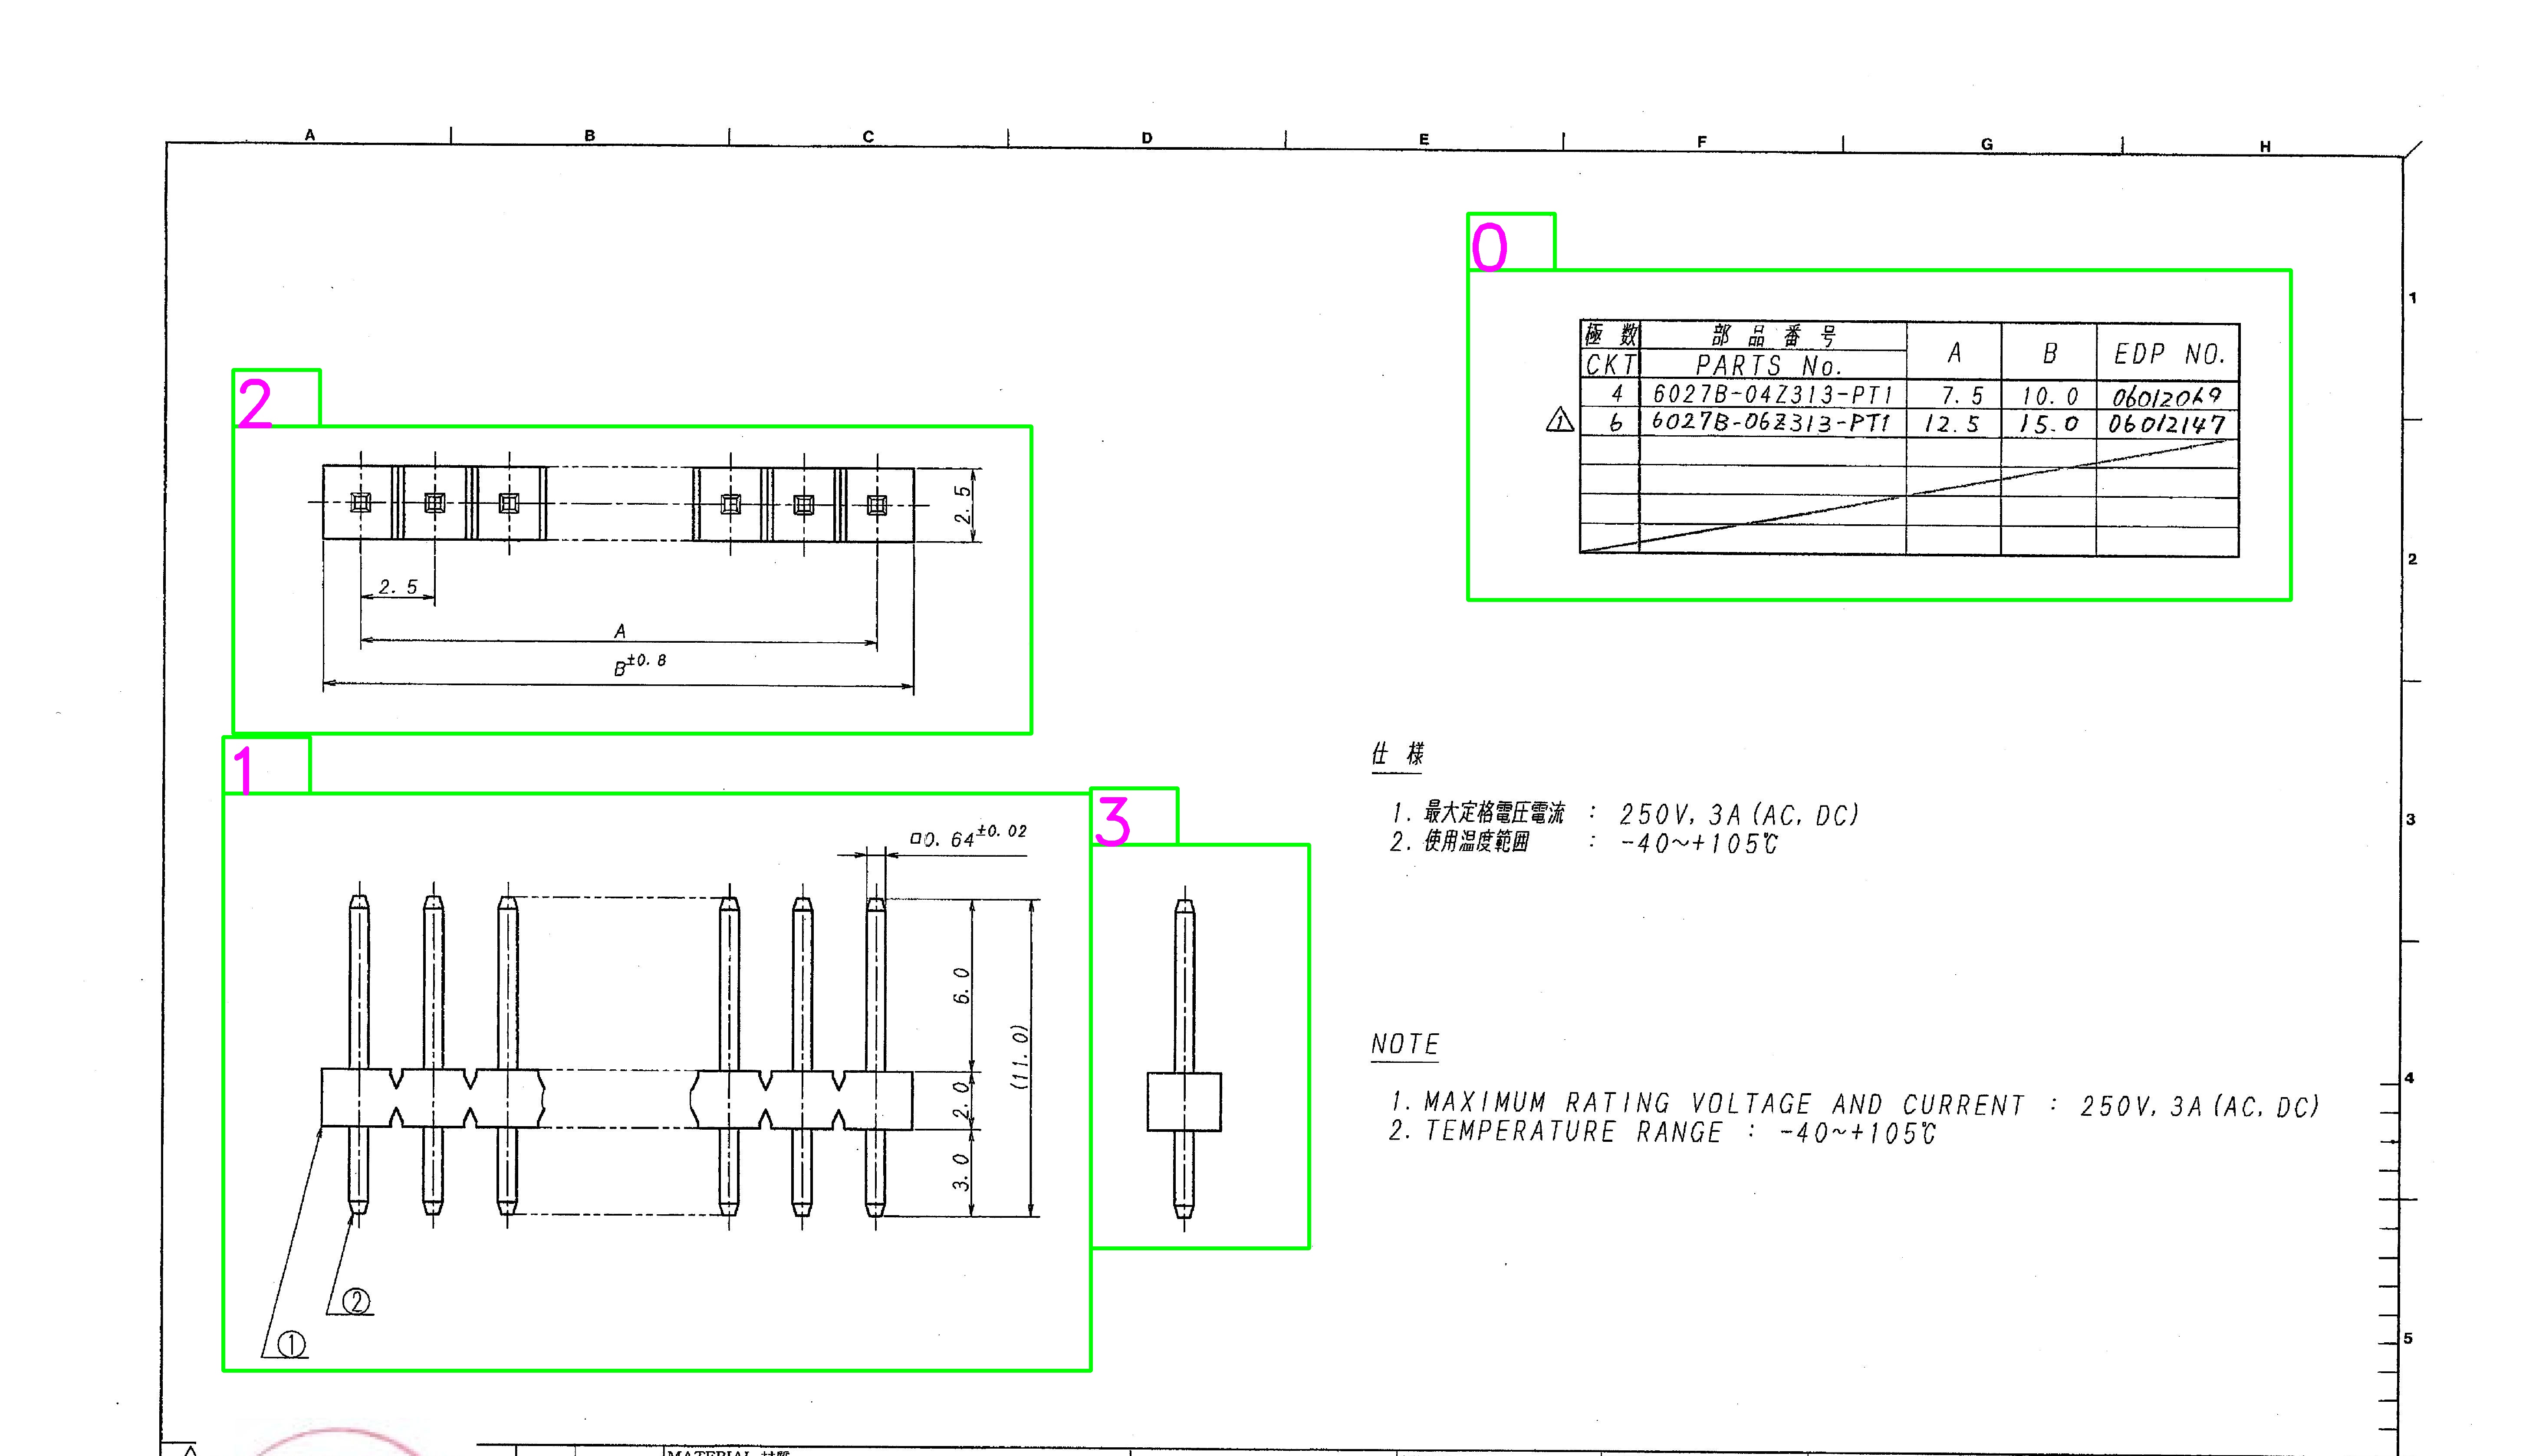 A B C D E F G H
0
極 数 部 品 番 号 A B EDP NO.
CKT PARTS No.
4 6027B-04Z313-PT1 7.5 10.0 06012069
1 6 6027B-06Z313-PT1 12.5 15.0 06012147
1
2
3
4
5
2
2.5
2.5
A
B±0.8
1
□0.64±0.02
6.0
(11.0)
2.0
3.0
②
①
3
仕 様
1. 最大定格電圧電流 : 250V, 3A (AC, DC)
2. 使用温度範囲 : -40~+105℃
NOTE
1. MAXIMUM RATING VOLTAGE AND CURRENT : 250V, 3A (AC, DC)
2. TEMPERATURE RANGE : -40~+105℃
MATERIAL